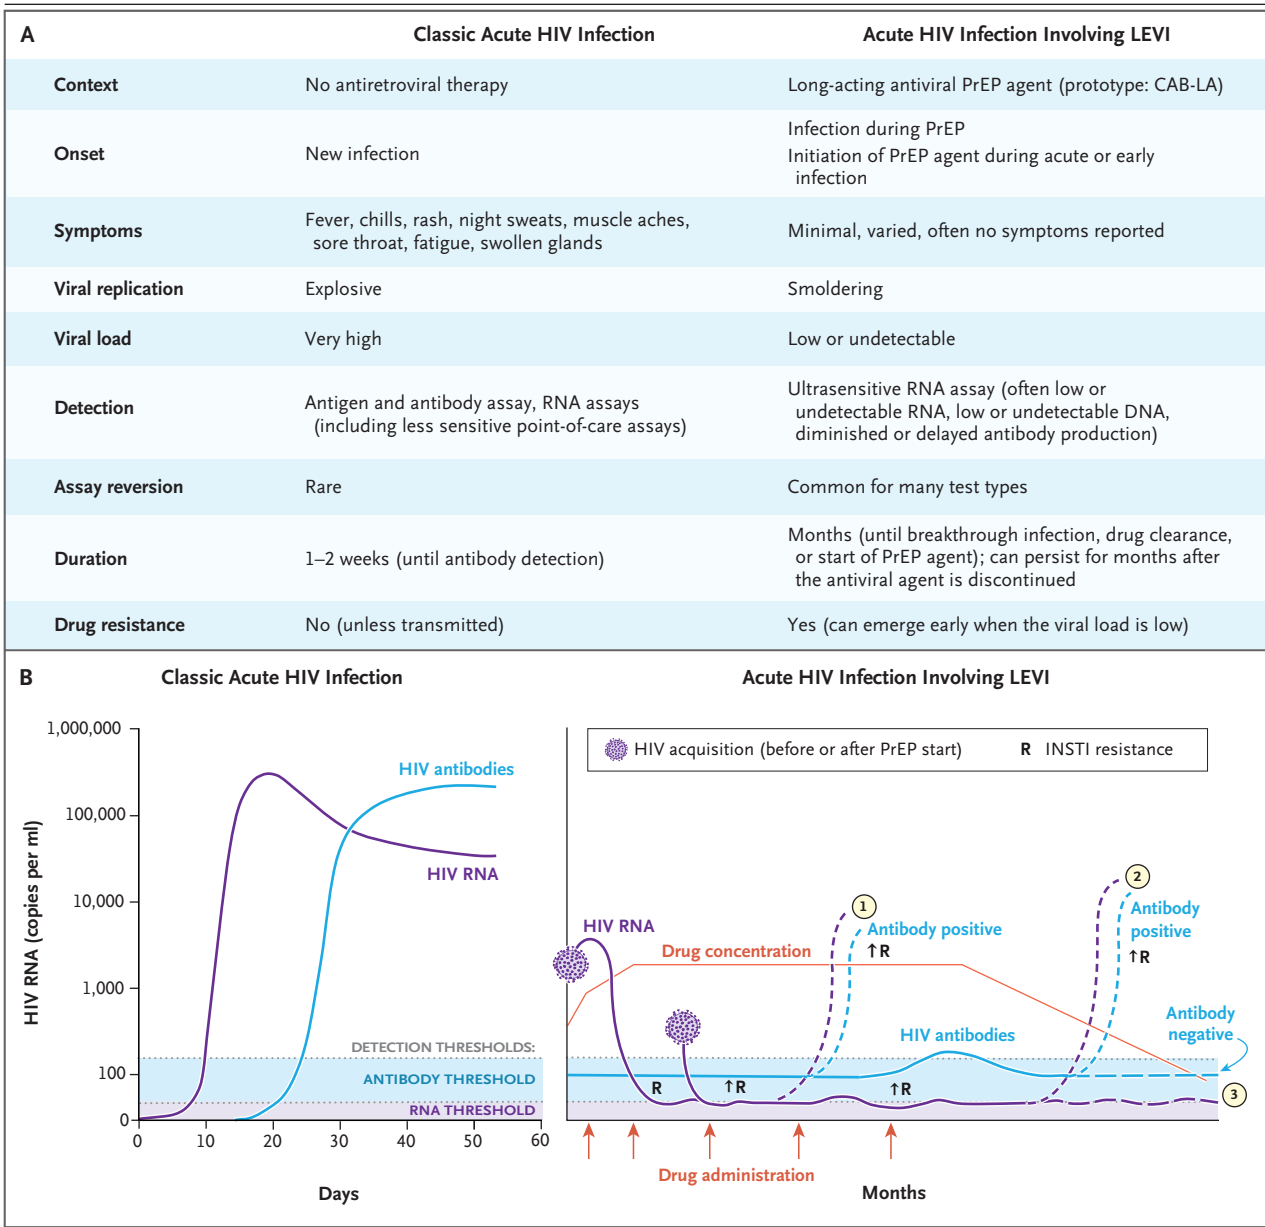 A
Classic Acute HIV Infection
Acute HIV Infection Involving LEVI
Context
No antiretroviral therapy
Long-acting antiviral PrEP agent (prototype: CAB-LA)
Onset
New infection
Infection during PrEP
Initiation of PrEP agent during acute or early
infection
Symptoms
Fever, chills, rash, night sweats, muscle aches,
sore throat, fatigue, swollen glands
Minimal, varied, often no symptoms reported
Viral replication
Explosive
Smoldering
Viral load
Very high
Low or undetectable
Detection
Antigen and antibody assay, RNA assays
(including less sensitive point-of-care assays)
Ultrasensitive RNA assay (often low or
undetectable RNA, low or undetectable DNA,
diminished or delayed antibody production)
Assay reversion
Rare
Common for many test types
Duration
1–2 weeks (until antibody detection)
Months (until breakthrough infection, drug clearance,
or start of PrEP agent); can persist for months after
the antiviral agent is discontinued
Drug resistance
No (unless transmitted)
Yes (can emerge early when the viral load is low)
B
Classic Acute HIV Infection
HIV RNA (copies per ml)
1,000,000
100,000
10,000
1,000
100
0
HIV antibodies
HIV RNA
DETECTION THRESHOLDS:
ANTIBODY THRESHOLD
RNA THRESHOLD
0
10
20
30
40
50
60
Days
Acute HIV Infection Involving LEVI
HIV acquisition (before or after PrEP start)
R INSTI resistance
HIV RNA
Drug concentration
1
Antibody positive
↑R
2
Antibody
positive
↑R
HIV antibodies
Antibody
negative
R
↑R
↑R
3
Drug administration
Months